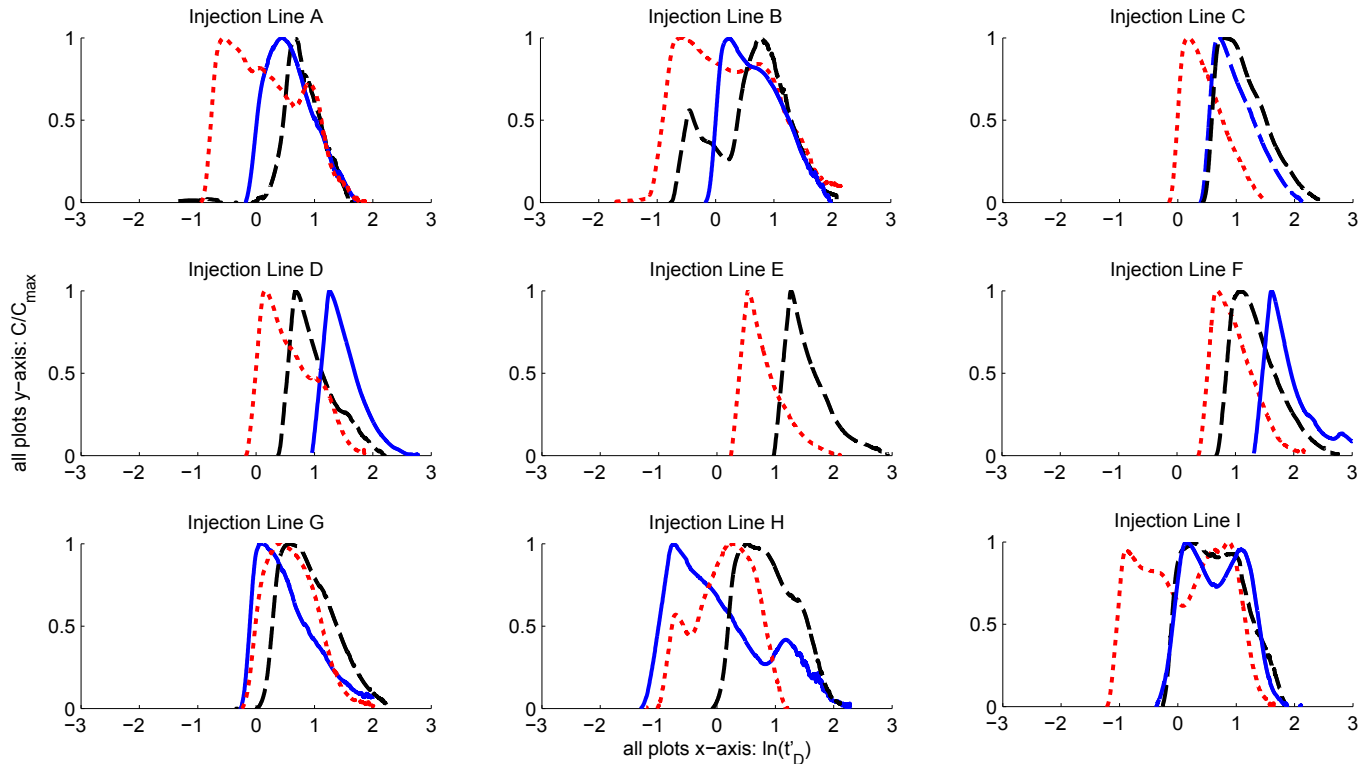 Injection Line A
Injection Line B
Injection Line C
1
0.5
0
−3 −2 −1 0 1 2 3
1
0.5
0
−3 −2 −1 0 1 2 3
1
0.5
0
−3 −2 −1 0 1 2 3
Injection Line D
Injection Line E
Injection Line F
all plots y−axis: C/C_max
1
0.5
0
−3 −2 −1 0 1 2 3
1
0.5
0
−3 −2 −1 0 1 2 3
1
0.5
0
−3 −2 −1 0 1 2 3
Injection Line G
Injection Line H
Injection Line I
1
0.5
0
−3 −2 −1 0 1 2 3
1
0.5
0
−3 −2 −1 0 1 2 3
1
0.5
0
−3 −2 −1 0 1 2 3
all plots x−axis: ln(t'_D)